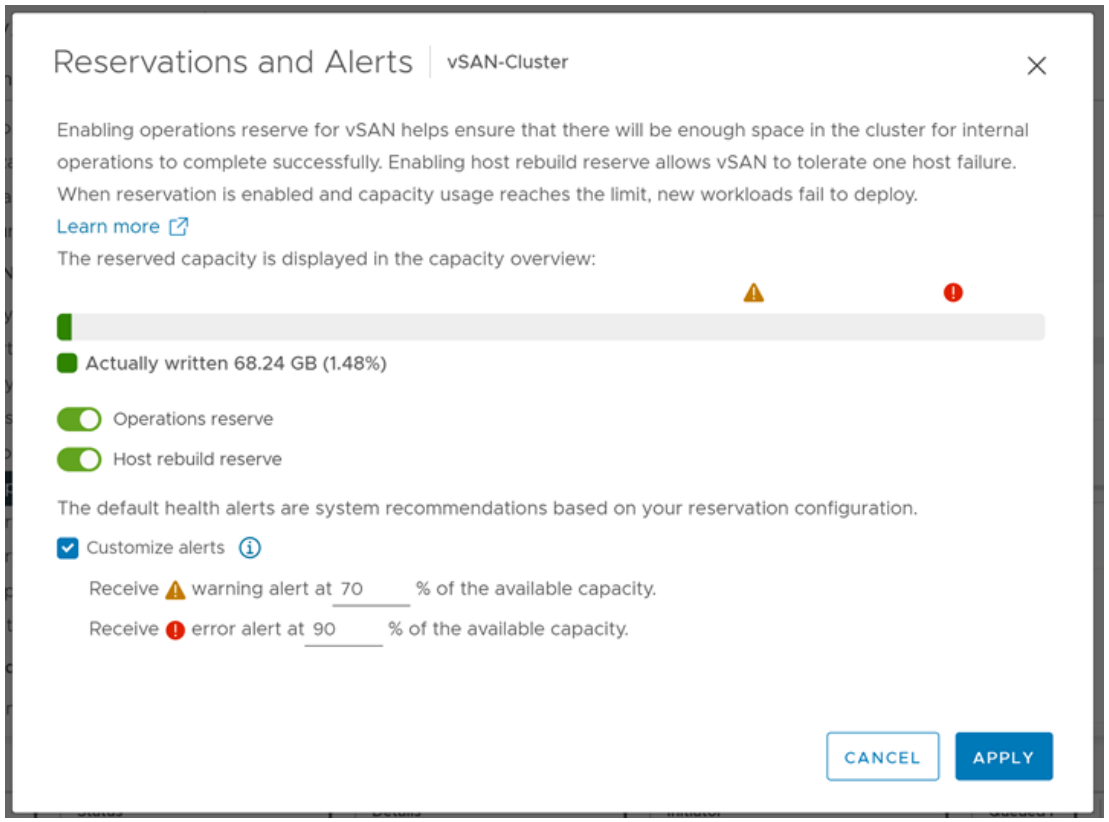 Reservations and Alerts vSAN-Cluster
Enabling operations reserve for vSAN helps ensure that there will be enough space in the cluster for internal
operations to complete successfully. Enabling host rebuild reserve allows vSAN to tolerate one host failure.
When reservation is enabled and capacity usage reaches the limit, new workloads fail to deploy.
Learn more
The reserved capacity is displayed in the capacity overview:
Actually written 68.24 GB (1.48%)
Operations reserve
Host rebuild reserve
The default health alerts are system recommendations based on your reservation configuration.
Customize alerts
Receive warning alert at 70 % of the available capacity.
Receive error alert at 90 % of the available capacity.
CANCEL APPLY
Status Details Initiator